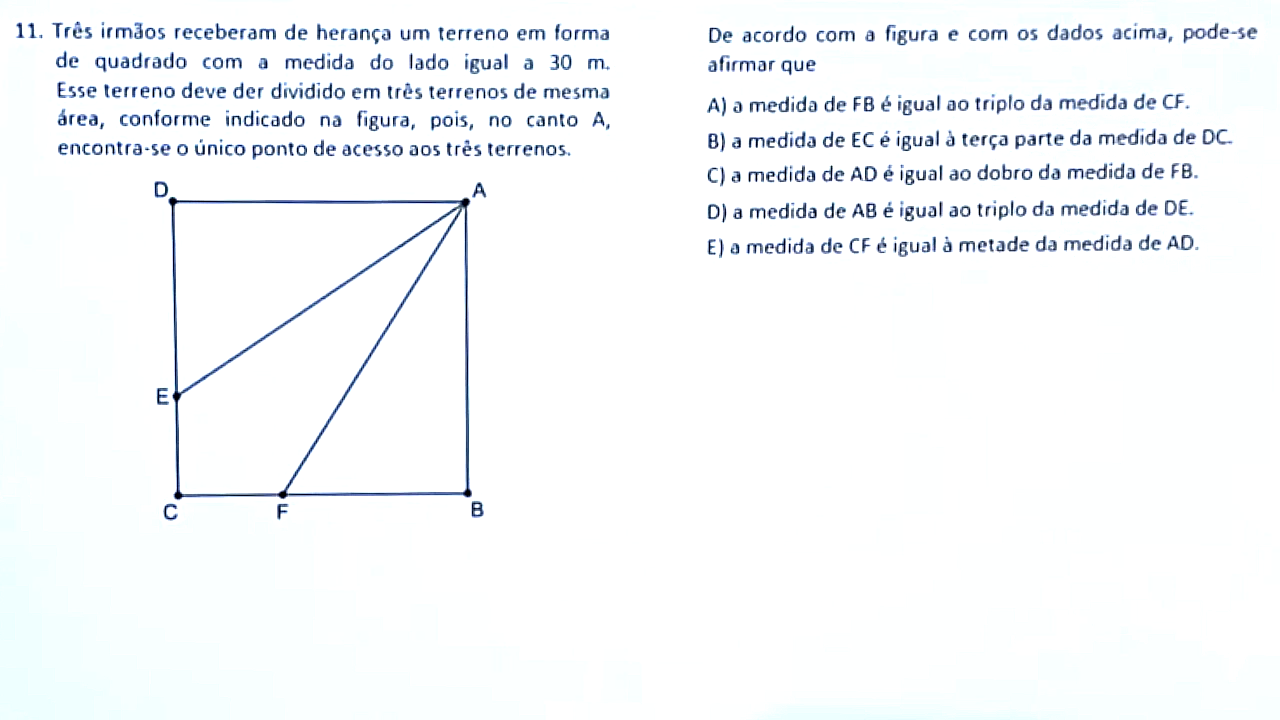 11. Três irmãos receberam de herança um terreno em forma
de quadrado com a medida do lado igual a 30 m.
Esse terreno deve der dividido em três terrenos de mesma
área, conforme indicado na figura, pois, no canto A,
encontra-se o único ponto de acesso aos três terrenos.
D
A
E
C
F
B
De acordo com a figura e com os dados acima, pode-se
afirmar que
A) a medida de FB é igual ao triplo da medida de CF.
B) a medida de EC é igual à terça parte da medida de DC.
C) a medida de AD é igual ao dobro da medida de FB.
D) a medida de AB é igual ao triplo da medida de DE.
E) a medida de CF é igual à metade da medida de AD.